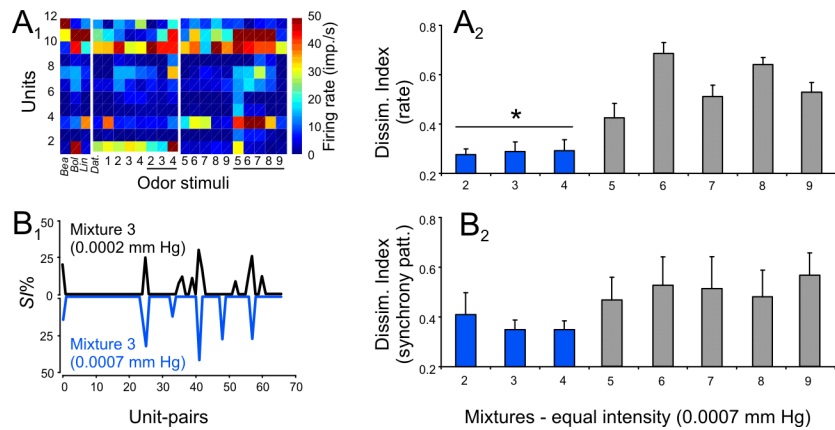 A1
12
10
8
6
4
2
Units
Bea Bol Lin Dat. 1 2 3 4 2 3 4 5 6 7 8 9 5 6 7 8 9
Odor stimuli
50
40
30
20
10
0
Firing rate (imp./s)
A2
0.8
0.6
0.4
0.2
Dissim. Index
(rate)
*
2 3 4 5 6 7 8 9
B1
50
25
0
25
50
SI%
Mixture 3
(0.0002 mm Hg)
Mixture 3
(0.0007 mm Hg)
0 10 20 30 40 50 60 70
Unit-pairs
B2
0.8
0.6
0.4
0.2
Dissim. Index
(synchrony patt.)
2 3 4 5 6 7 8 9
Mixtures - equal intensity (0.0007 mm Hg)